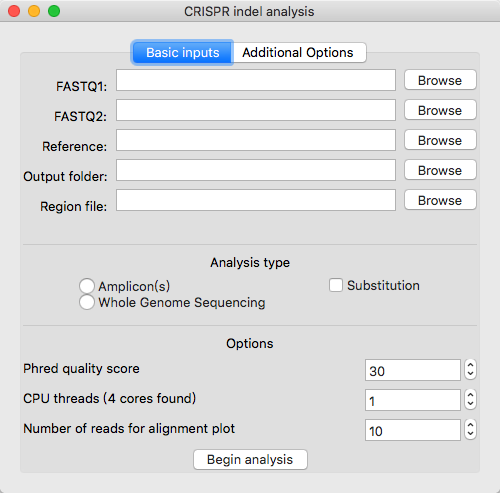 CRISPR indel analysis
Basic inputs Additional Options
FASTQ1: Browse
FASTQ2: Browse
Reference: Browse
Output folder: Browse
Region file: Browse
Analysis type
Amplicon(s) Substitution
Whole Genome Sequencing
Options
Phred quality score 30
CPU threads (4 cores found) 1
Number of reads for alignment plot 10
Begin analysis